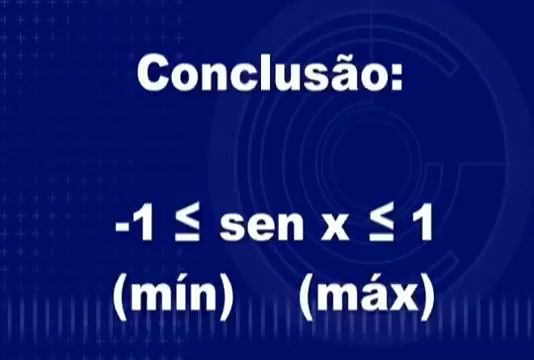 Conclusão:
-1 ≤ sen x ≤ 1
(mín) (máx)